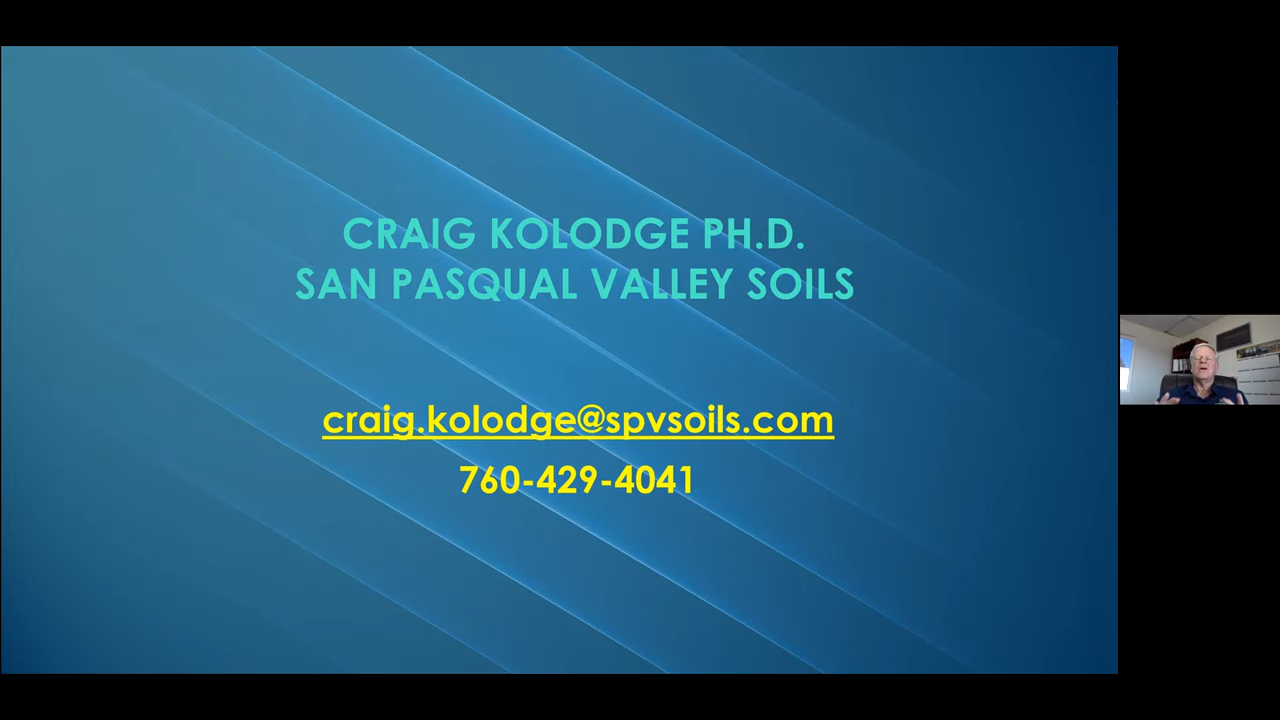 CRAIG KOLODGE PH.D.
SAN PASQUAL VALLEY SOILS
craig.kolodge@spvsoils.com
760-429-4041